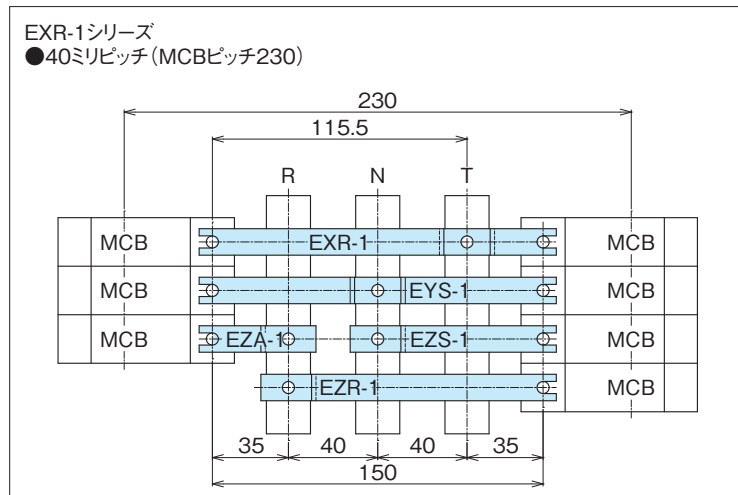 EXR-1シリーズ
●40ミリピッチ(MCBピッチ230)
230
115.5
R N T
MCB EXR-1 MCB
MCB EYS-1 MCB
MCB EZA-1 EZS-1 MCB
EZR-1 MCB
35 40 40 35
150